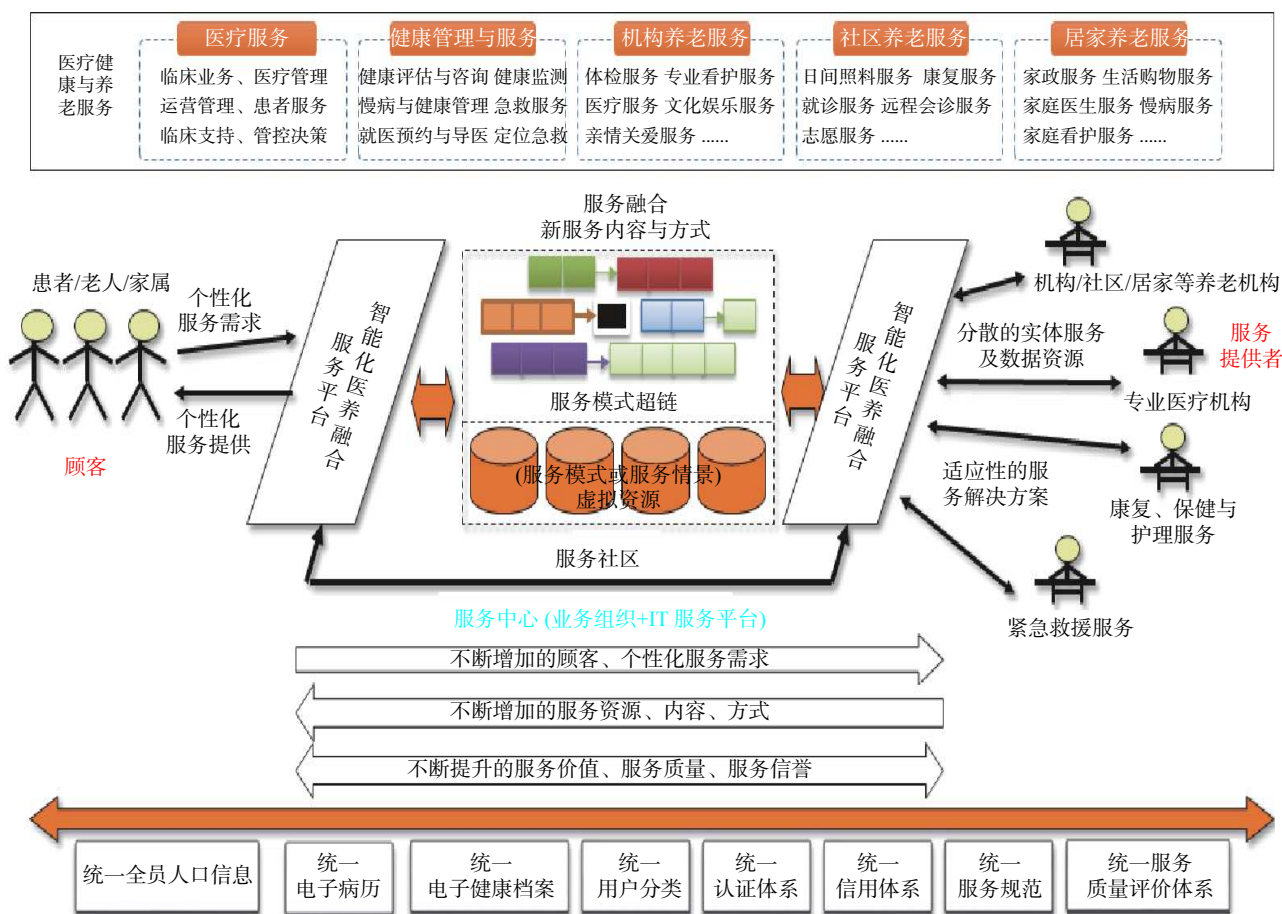 医疗健
康与养
老服务
医疗服务
临床业务、医疗管理
运营管理、患者服务
临床支持、管控决策
健康管理与服务
健康评估与咨询 健康监测
慢病与健康管理 急救服务
就医预约与导医 定位急救
机构养老服务
体检服务 专业看护服务
医疗服务 文化娱乐服务
亲情关爱服务 ......
社区养老服务
日间照料服务 康复服务
就诊服务 远程会诊服务
志愿服务 ......
居家养老服务
家政服务 生活购物服务
家庭医生服务 慢病服务
家庭看护服务 ......
患者/老人/家属
顾客
个性化
服务需求
个性化
服务提供
智能化医养融合
服务平台
服务融合
新服务内容与方式
服务模式超链
(服务模式或服务情景)
虚拟资源
服务社区
智能化医养融合
服务平台
机构/社区/居家等养老机构
分散的实体服务
及数据资源
服务
提供者
专业医疗机构
适应性的服
务解决方案
康复、保健与
护理服务
紧急救援服务
服务中心 (业务组织+IT 服务平台)
不断增加的顾客、个性化服务需求
不断增加的服务资源、内容、方式
不断提升的服务价值、服务质量、服务信誉
统一全员人口信息
统一
电子病历
统一
电子健康档案
统一
用户分类
统一
认证体系
统一
信用体系
统一
服务规范
统一服务
质量评价体系